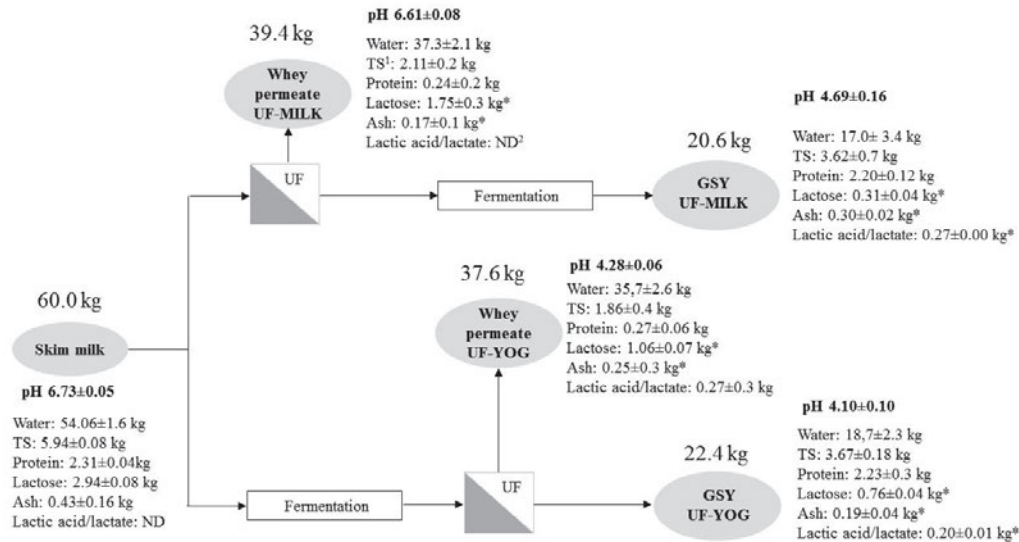 39.4 kg
Whey
permeate
UF-MILK
pH 6.61±0.08
Water: 37.3±2.1 kg
TS¹: 2.11±0.2 kg
Protein: 0.24±0.2 kg
Lactose: 1.75±0.3 kg*
Ash: 0.17±0.1 kg*
Lactic acid/lactate: ND²
UF
Fermentation
20.6 kg
GSY
UF-MILK
pH 4.69±0.16
Water: 17.0± 3.4 kg
TS: 3.62±0.7 kg
Protein: 2.20±0.12 kg
Lactose: 0.31±0.04 kg*
Ash: 0.30±0.02 kg*
Lactic acid/lactate: 0.27±0.00 kg*
60.0 kg
Skim milk
pH 6.73±0.05
Water: 54.06±1.6 kg
TS: 5.94±0.08 kg
Protein: 2.31±0.04kg
Lactose: 2.94±0.08 kg
Ash: 0.43±0.16 kg
Lactic acid/lactate: ND
37.6 kg
Whey
permeate
UF-YOG
pH 4.28±0.06
Water: 35,7±2.6 kg
TS: 1.86±0.4 kg
Protein: 0.27±0.06 kg
Lactose: 1.06±0.07 kg*
Ash: 0.25±0.3 kg*
Lactic acid/lactate: 0.27±0.3 kg
Fermentation
UF
22.4 kg
GSY
UF-YOG
pH 4.10±0.10
Water: 18,7±2.3 kg
TS: 3.67±0.18 kg
Protein: 2.23±0.3 kg
Lactose: 0.76±0.04 kg*
Ash: 0.19±0.04 kg*
Lactic acid/lactate: 0.20±0.01 kg*